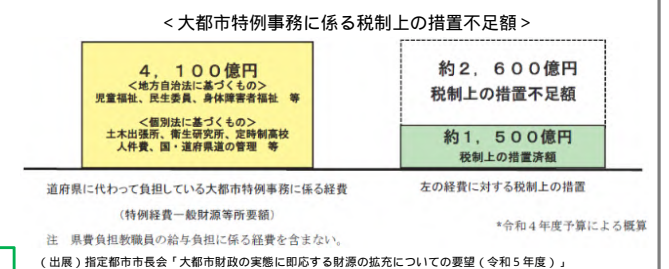 ＜大都市特例事務に係る税制上の措置不足額＞
４，１００億円
＜地方自治法に基づくもの＞
児童福祉、民生委員、身体障害者福祉　等
＜個別法に基づくもの＞
土木出張所、衛生研究所、定時制高校
人件費、国・道府県道の管理　等
約２，６００億円
税制上の措置不足額
約１，５００億円
税制上の措置済額
道府県に代わって負担している大都市特例事務に係る経費
（特例経費一般財源等所要額）
左の経費に対する税制上の措置
*令和４年度予算による概算
注　県費負担教職員の給与負担に係る経費を含まない。
（出展）指定都市市長会「大都市財政の実態に即応する財源の拡充についての要望（令和５年度）」